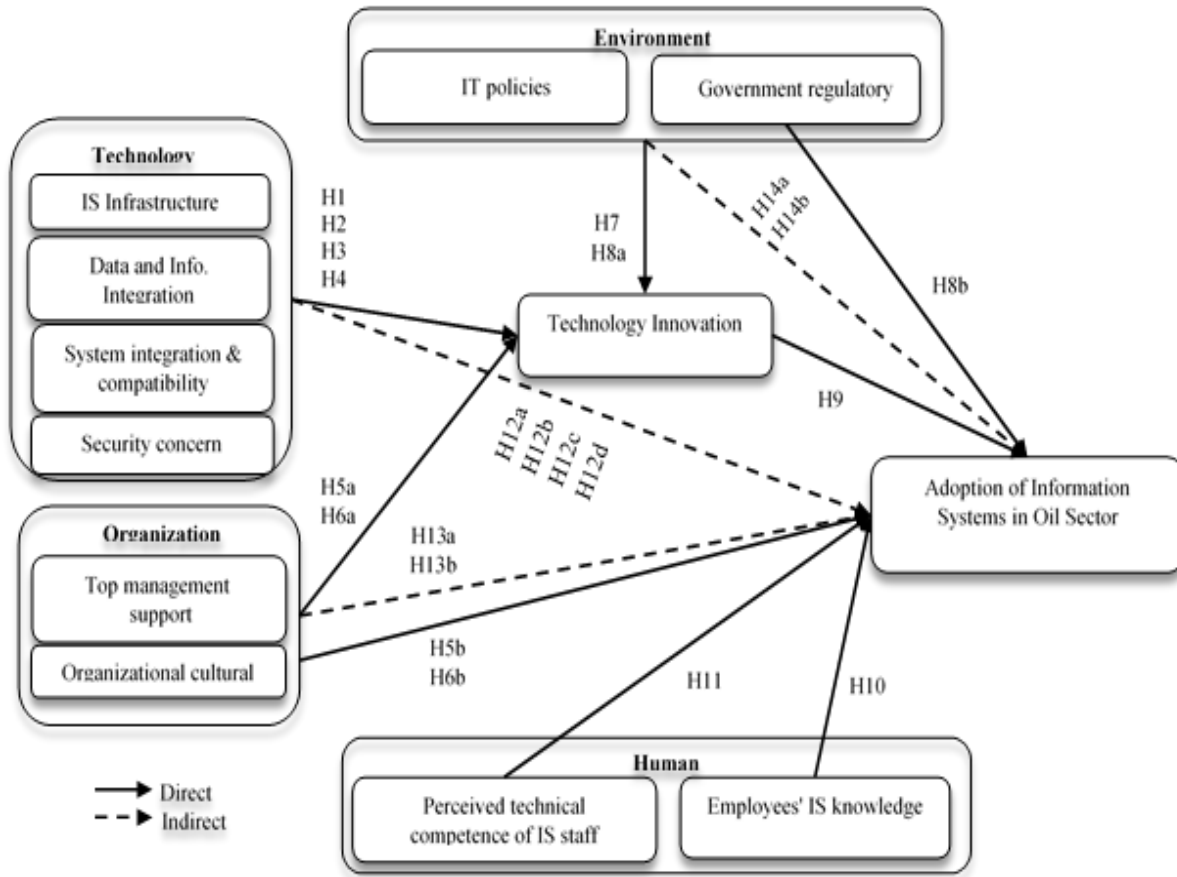 Environment
IT policies
Government regulatory
Technology
IS Infrastructure
Data and Info.
Integration
System integration &
compatibility
Security concern
H1
H2
H3
H4
H7
H8a
H14a
H14b
H8b
Technology Innovation
H9
H12a
H12b
H12c
H12d
Adoption of Information
Systems in Oil Sector
H5a
H6a
Organization
Top management
support
Organizational cultural
H13a
H13b
H5b
H6b
H11
H10
Human
Perceived technical
competence of IS staff
Employees' IS knowledge
Direct
Indirect